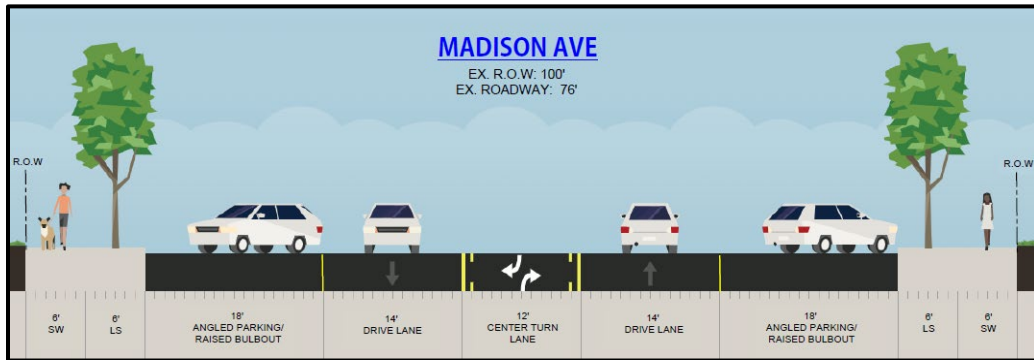 MADISON AVE
EX. R.O.W: 100'
EX. ROADWAY: 76'
R.O.W
R.O.W
6'
SW
6'
LS
18'
ANGLED PARKING/
RAISED BULBOUT
14'
DRIVE LANE
12'
CENTER TURN
LANE
14'
DRIVE LANE
18'
ANGLED PARKING/
RAISED BULBOUT
6'
LS
6'
SW